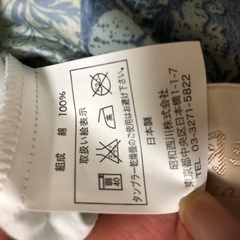 組成 綿 100%
取扱い絵表示
40
タンブラー乾燥機のご使用はお避け下さい。
日本製
昭和西川株式会社
東京都中央区日本橋1-1-7
TEL 03-3271-5822